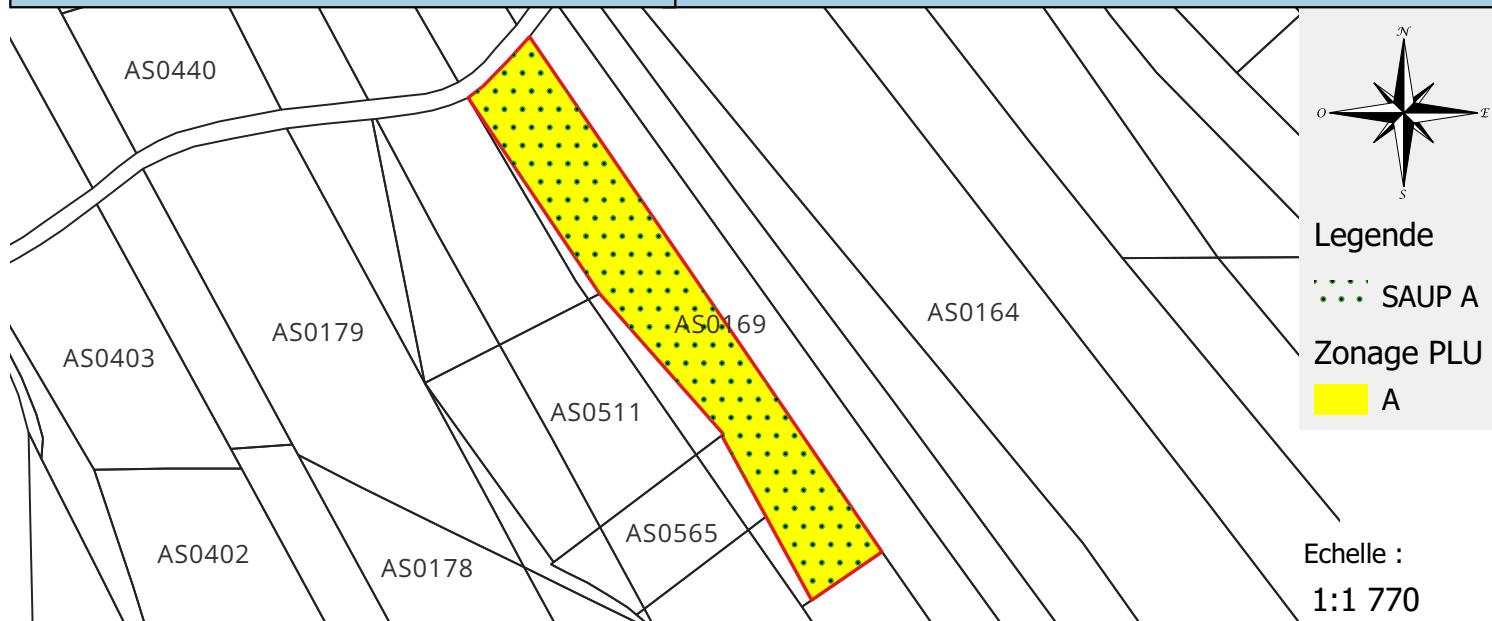 AS0440
N
O
E
S
Legende
SAUP A
Zonage PLU
A
AS0164
AS0169
AS0179
AS0403
AS0511
AS0565
AS0402
AS0178
Echelle :
1:1 770